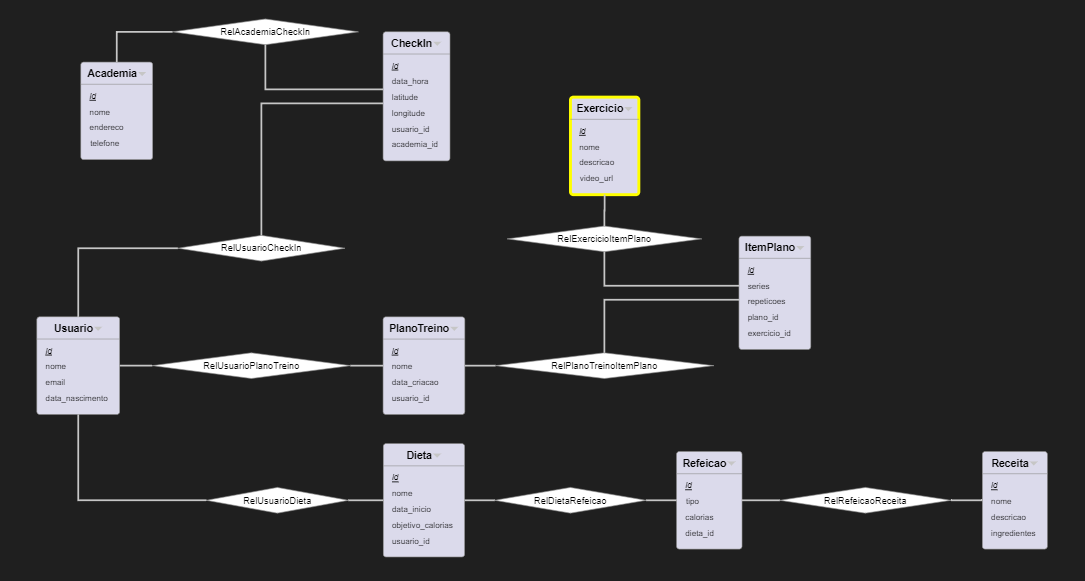 RelAcademiaCheckIn
CheckIn
Id
data_hora
latitude
longitude
usuario_id
academia_id
Academia
Id
nome
endereco
telefone
Exercicio
Id
nome
descricao
video_url
RelUsuarioCheckIn
RelExercicioItemPlano
ItemPlano
Id
series
repeticoes
plano_id
exercicio_id
Usuario
Id
nome
email
data_nascimento
RelUsuarioPlanoTreino
PlanoTreino
Id
nome
data_criacao
usuario_id
RelPlanoTreinoItemPlano
Dieta
Id
nome
data_inicio
objetivo_calorias
usuario_id
RelUsuarioDieta
RelDietaRefeicao
Refeicao
Id
tipo
calorias
dieta_id
RelRefeicaoReceita
Receita
Id
nome
descricao
ingredientes